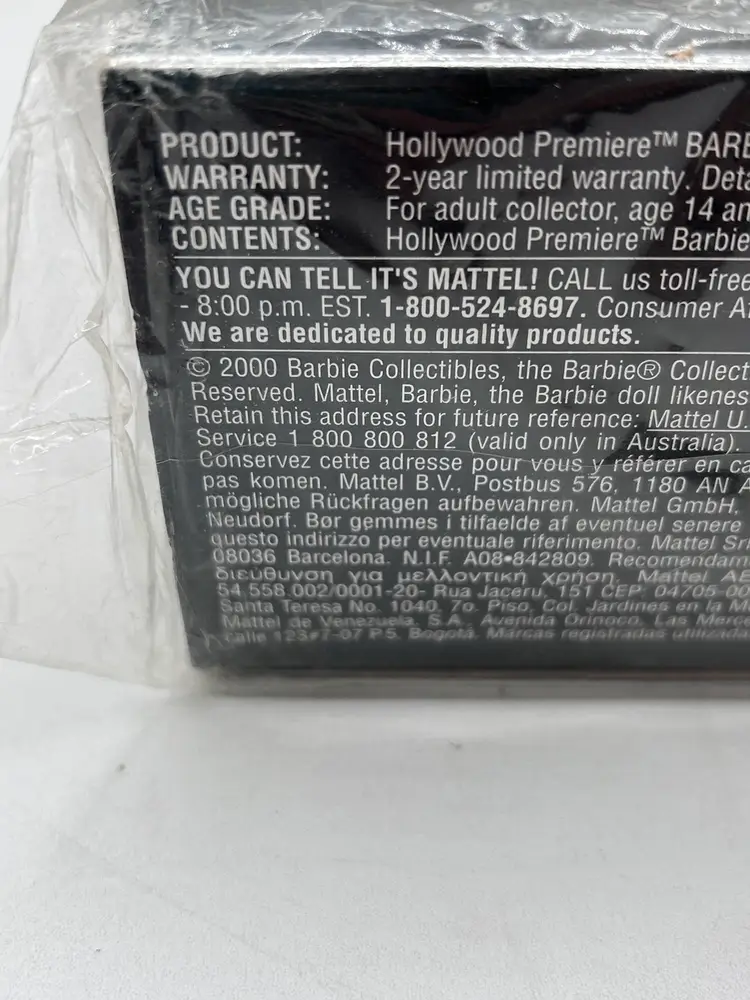 PRODUCT: Hollywood Premiere™ BARB
WARRANTY: 2-year limited warranty. Deta
AGE GRADE: For adult collector, age 14 an
CONTENTS: Hollywood Premiere™ Barbie
YOU CAN TELL IT'S MATTEL! CALL us toll-free
- 8:00 p.m. EST. 1-800-524-8697. Consumer Af
We are dedicated to quality products.
© 2000 Barbie Collectibles, the Barbie® Collect
Reserved. Mattel, Barbie, the Barbie doll likenes
Retain this address for future reference: Mattel U.
Service 1 800 800 812 (valid only in Australia).
Conservez cette adresse pour vous y référer en ca
pas komen. Mattel B.V., Postbus 576, 1180 AN A
mögliche Rückfragen aufbewahren. Mattel GmbH,
Neudorf. Bør gemmes i tilfaelde af eventuel senere
questo indirizzo per eventuale riferimento. Mattel Srl
08036 Barcelona. N.I.F. A08•842809. Recomendam
διεύθυνση για μελλοντική χρήση. Mattel AE
54.558.002/0001-20- Rua Jaceru, 151 CEP: 04705-00
Santa Teresa No. 1040, 7o. Piso, Col. Jardines en la M
Mattel de Venezuela, S.A., Avenida Orinoco, Las Merc
calle 123#7-07 P.5, Bogotá. Marcas registradas utilizada